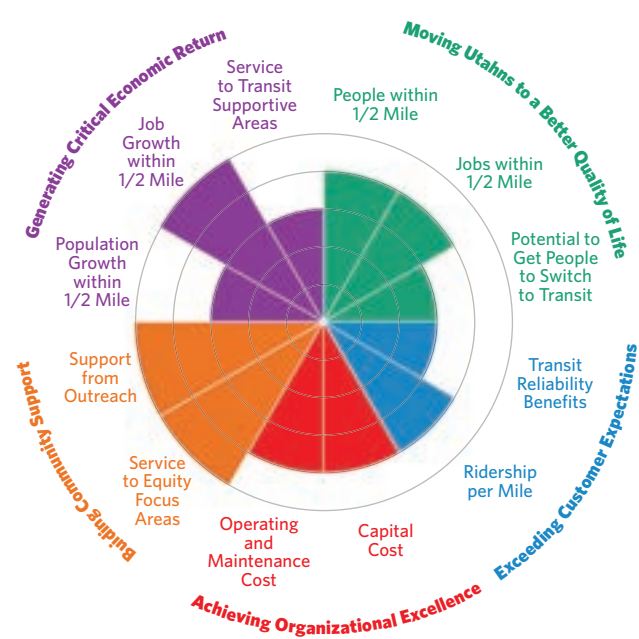 Moving Utahns to a Better Quality of Life
People within
1/2 Mile
Jobs within
1/2 Mile
Potential to
Get People
to Switch
to Transit
Exceeding Customer Expectations
Transit
Reliability
Benefits
Ridership
per Mile
Achieving Organizational Excellence
Capital
Cost
Operating
and
Maintenance
Cost
Buiding Community Support
Service
to Equity
Focus
Areas
Support
from
Outreach
Generating Critical Economic Return
Population
Growth
within
1/2 Mile
Job
Growth
within
1/2 Mile
Service
to Transit
Supportive
Areas